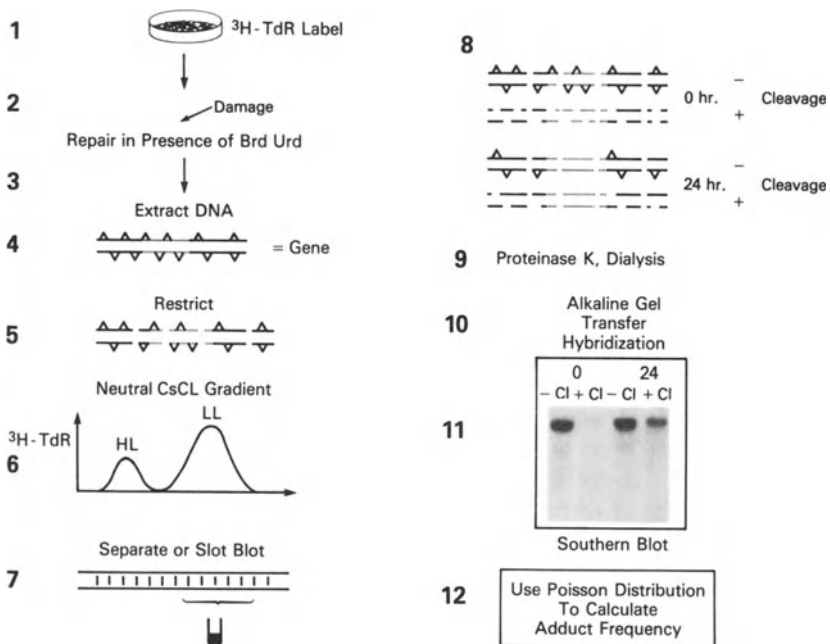 1
³H-TdR Label
2
Damage
Repair in Presence of Brd Urd
3
Extract DNA
4
= Gene
Restrict
5
Neutral CsCL Gradient
³H-TdR
HL
LL
6
Separate or Slot Blot
7
8
0 hr.
−
+
Cleavage
24 hr.
−
+
Cleavage
9
Proteinase K, Dialysis
10
Alkaline Gel
Transfer
Hybridization
0 24
− Cl + Cl − Cl + Cl
11
Southern Blot
12
Use Poisson Distribution
To Calculate
Adduct Frequency